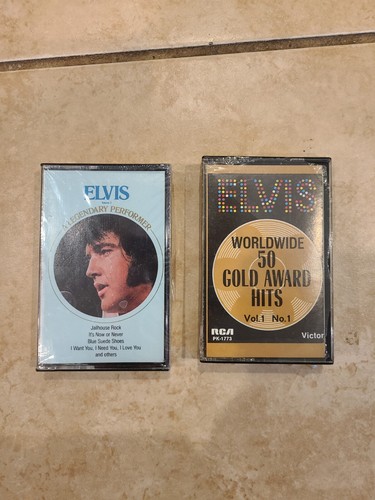 ELVIS
A LEGENDARY PERFORMER
Jailhouse Rock
It's Now or Never
Blue Suede Shoes
I Want You, I Need You, I Love You
and others
ELVIS
WORLDWIDE
50
GOLD AWARD
HITS
Vol.1 No.1
RCA
Victor
PK-1773